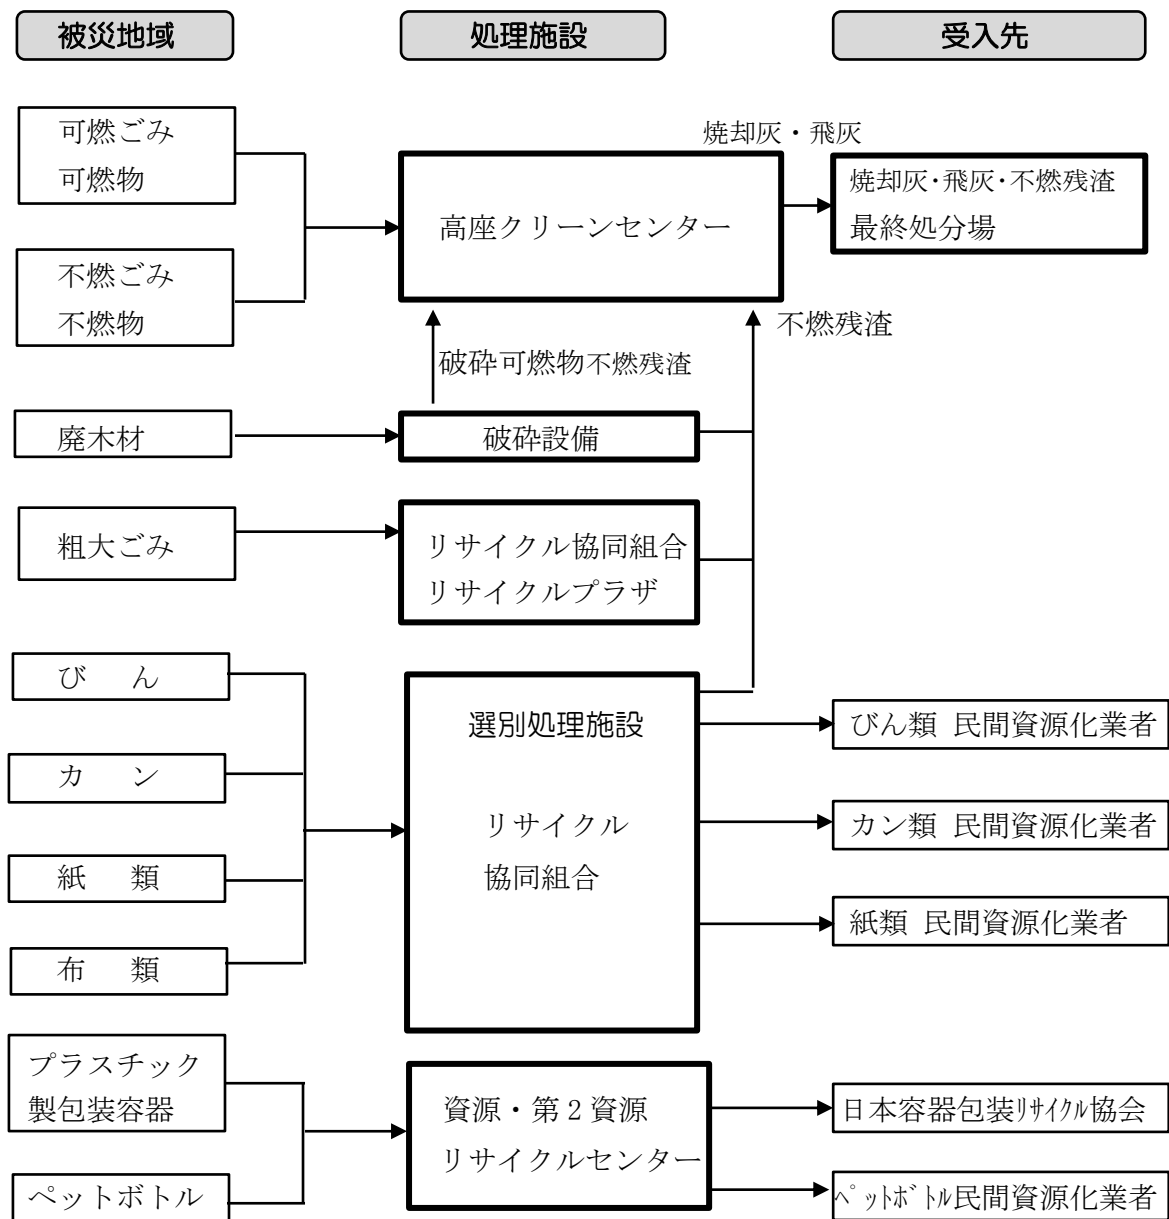 被災地域
処理施設
受入先
可燃ごみ
可燃物
焼却灰・飛灰
高座クリーンセンター
焼却灰・飛灰・不燃残渣
最終処分場
不燃ごみ
不燃物
不燃残渣
破砕可燃物不燃残渣
廃木材
破砕設備
粗大ごみ
リサイクル協同組合
リサイクルプラザ
びん
カン
紙類
布類
選別処理施設
リサイクル
協同組合
びん類 民間資源化業者
カン類 民間資源化業者
紙類 民間資源化業者
プラスチック
製包装容器
ペットボトル
資源・第2資源
リサイクルセンター
日本容器包装ﾘｻｲｸﾙ協会
ﾍﾟｯﾄﾎﾞﾄﾙ民間資源化業者